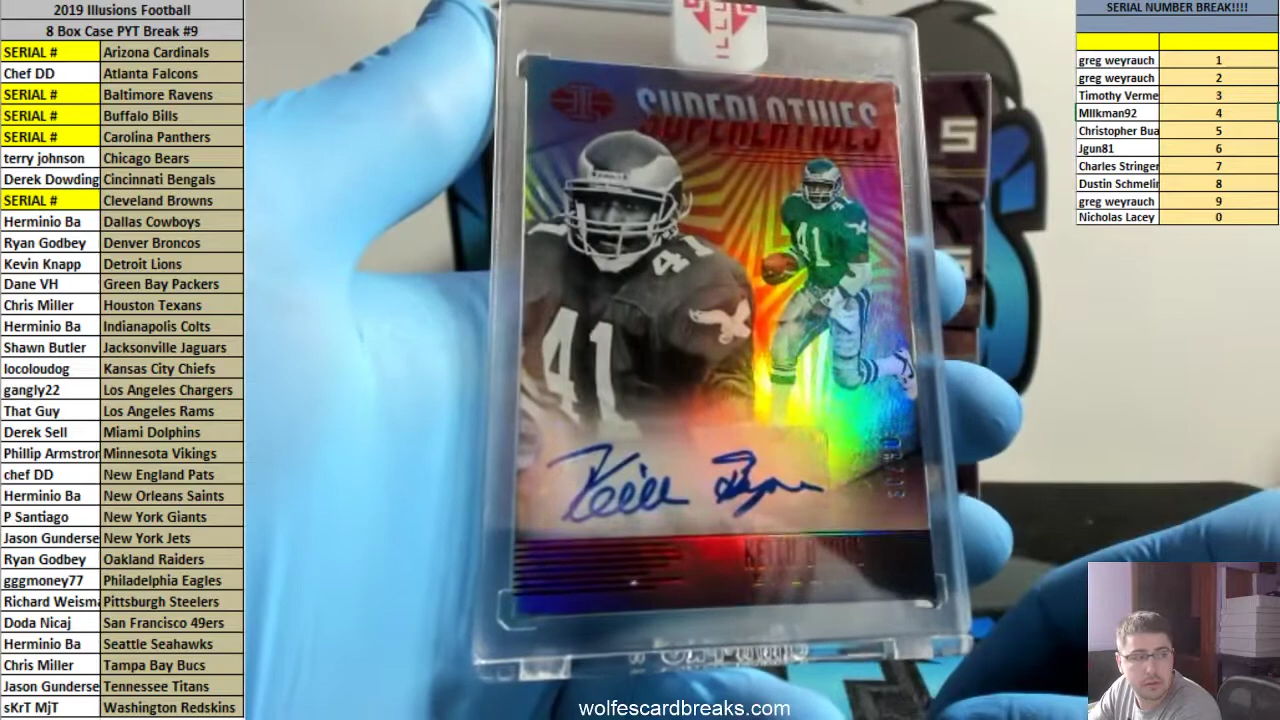 2019 Illusions Football
8 Box Case PYT Break #9
SERIAL # Arizona Cardinals
Chef DD Atlanta Falcons
SERIAL # Baltimore Ravens
SERIAL # Buffalo Bills
SERIAL # Carolina Panthers
terry johnson Chicago Bears
Derek Dowding Cincinnati Bengals
SERIAL # Cleveland Browns
Herminio Ba Dallas Cowboys
Ryan Godbey Denver Broncos
Kevin Knapp Detroit Lions
Dane VH Green Bay Packers
Chris Miller Houston Texans
Herminio Ba Indianapolis Colts
Shawn Butler Jacksonville Jaguars
locoloudog Kansas City Chiefs
gangly22 Los Angeles Chargers
That Guy Los Angeles Rams
Derek Sell Miami Dolphins
Phillip Armstron Minnesota Vikings
chef DD New England Pats
Herminio Ba New Orleans Saints
P Santiago New York Giants
Jason Gunderse New York Jets
Ryan Godbey Oakland Raiders
gggmoney77 Philadelphia Eagles
Richard Weisma Pittsburgh Steelers
Doda Nicaj San Francisco 49ers
Herminio Ba Seattle Seahawks
Chris Miller Tampa Bay Bucs
Jason Gunderse Tennessee Titans
sKrT MjT Washington Redskins
SUPERLATIVES
41
41
41
Keith Byars
wolfescardbreaks.com
SERIAL NUMBER BREAK!!!!
greg weyrauch 1
greg weyrauch 2
Timothy Verme 3
MIlkman92 4
Christopher Bua 5
Jgun81 6
Charles Stringer 7
Dustin Schmelin 8
greg weyrauch 9
Nicholas Lacey 0